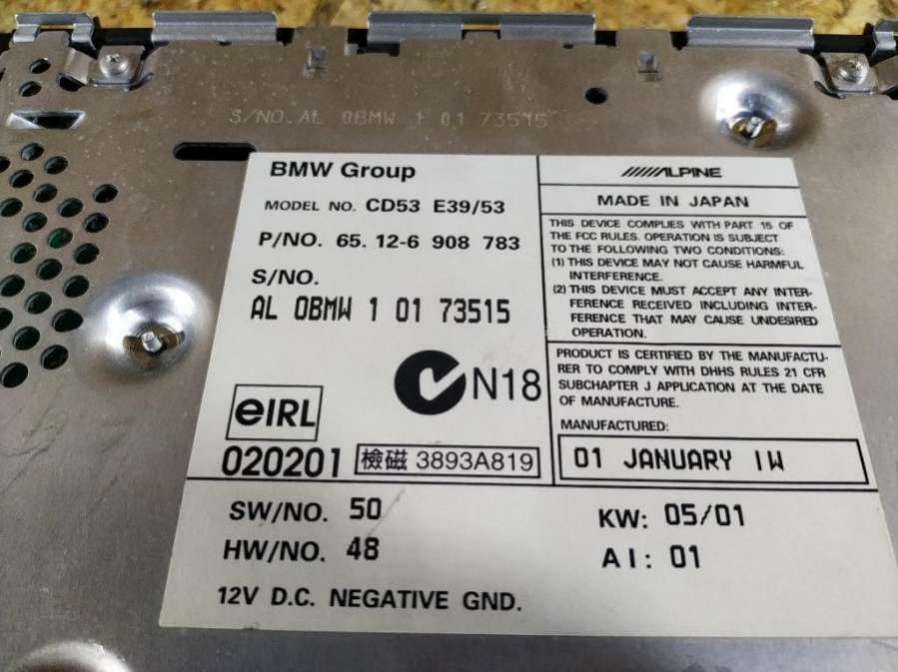 S/NO. AL 0BMW 1 01 73515
BMW Group
MODEL NO. CD53 E39/53
P/NO. 65. 12-6 908 783
S/NO.
AL 0BMW 1 01 73515
N18
eIRL
020201
檢磁 3893A819
ALPINE
MADE IN JAPAN
THIS DEVICE COMPLIES WITH PART 15 OF
THE FCC RULES. OPERATION IS SUBJECT
TO THE FOLLOWING TWO CONDITIONS:
(1) THIS DEVICE MAY NOT CAUSE HARMFUL
INTERFERENCE.
(2) THIS DEVICE MUST ACCEPT ANY INTER-
FERENCE RECEIVED INCLUDING INTER-
FERENCE THAT MAY CAUSE UNDESIRED
OPERATION.
PRODUCT IS CERTIFIED BY THE MANUFACTU-
RER TO COMPLY WITH DHHS RULES 21 CFR
SUBCHAPTER J APPLICATION AT THE DATE
OF MANUFACTURE.
MANUFACTURED:
01 JANUARY 1W
SW/NO. 50
HW/NO. 48
KW: 05/01
AI: 01
12V D.C. NEGATIVE GND.